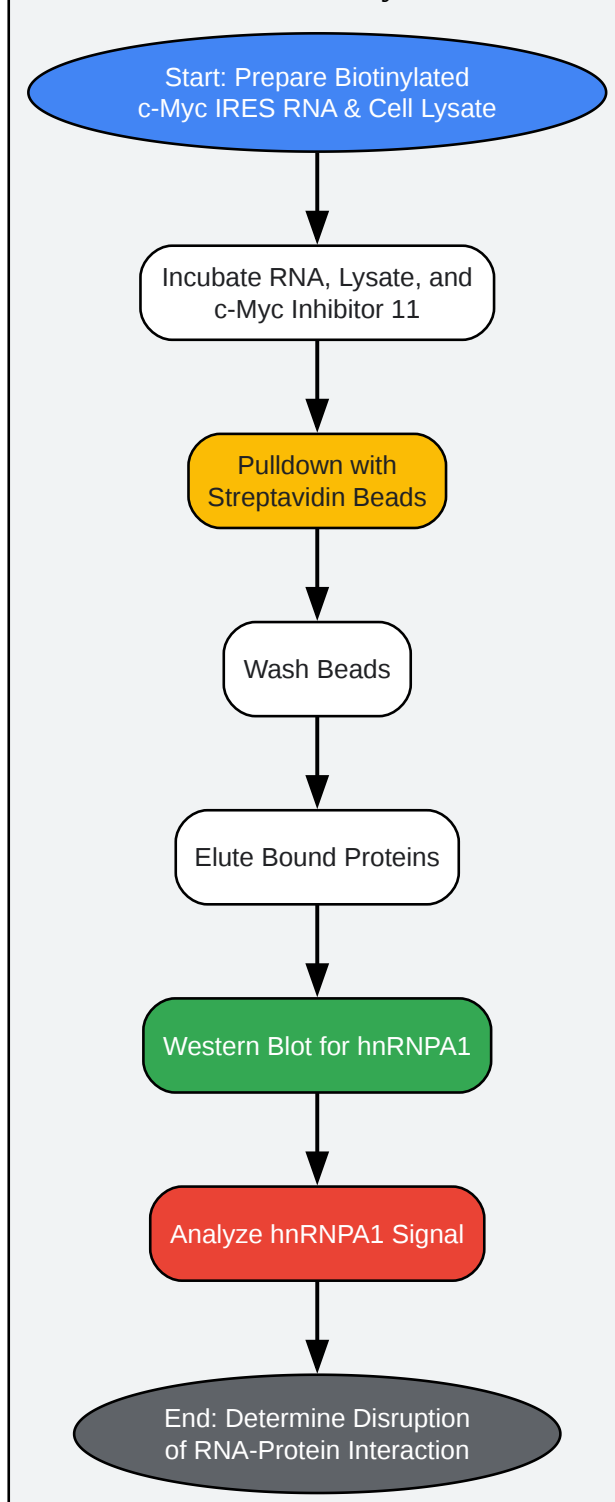 Start: Prepare Biotinylated
c-Myc IRES RNA & Cell Lysate
Incubate RNA, Lysate, and
c-Myc Inhibitor 11
Pulldown with
Streptavidin Beads
Wash Beads
Elute Bound Proteins
Western Blot for hnRNPA1
Analyze hnRNPA1 Signal
End: Determine Disruption
of RNA-Protein Interaction